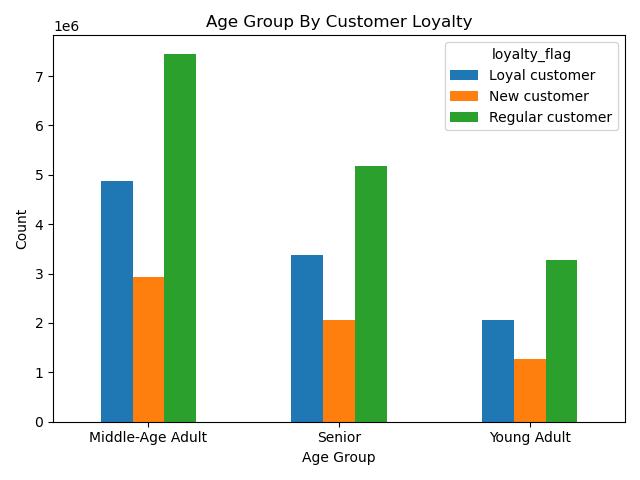 Age Group By Customer Loyalty
1e6
loyalty_flag
Loyal customer
New customer
Regular customer
7
6
5
4
3
2
1
0
Count
Middle-Age Adult
Senior
Young Adult
Age Group